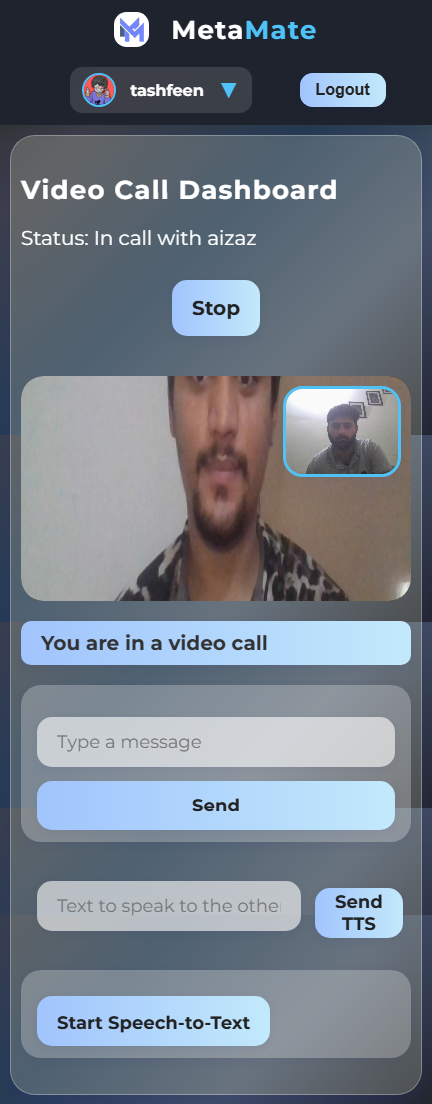 MetaMate
tashfeen
Logout
Video Call Dashboard
Status: In call with aizaz
Stop
You are in a video call
Type a message
Send
Text to speak to the other
Send
TTS
Start Speech-to-Text